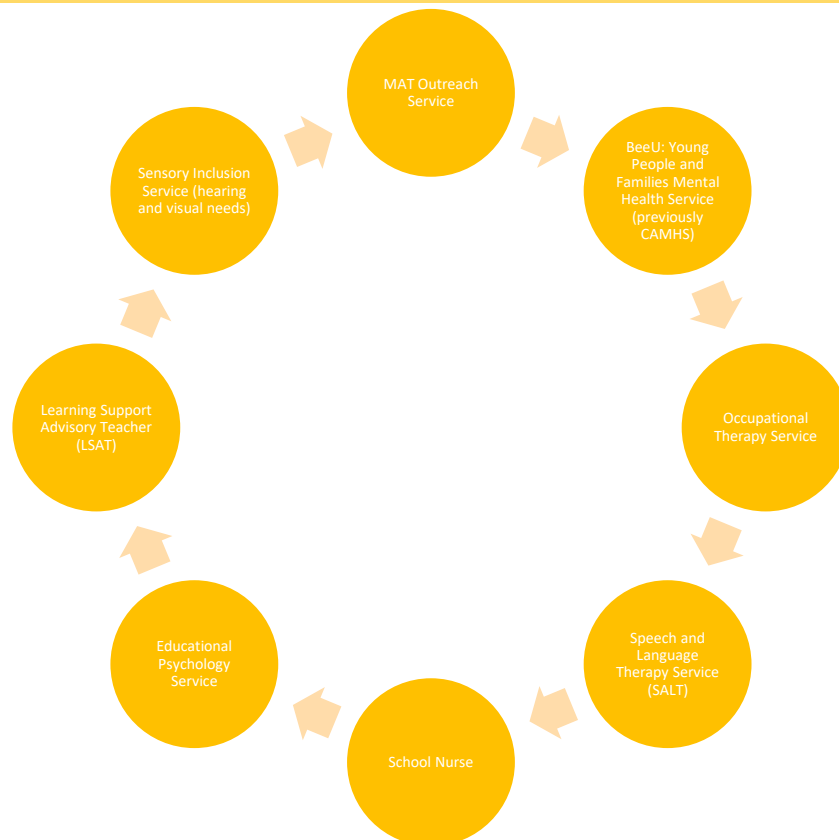 MAT Outreach
Service
BeeU: Young
People and
Families Mental
Health Service
(previously
CAMHS)
Occupational
Therapy Service
Speech and
Language
Therapy Service
(SALT)
School Nurse
Educational
Psychology
Service
Learning Support
Advisory Teacher
(LSAT)
Sensory Inclusion
Service (hearing
and visual needs)